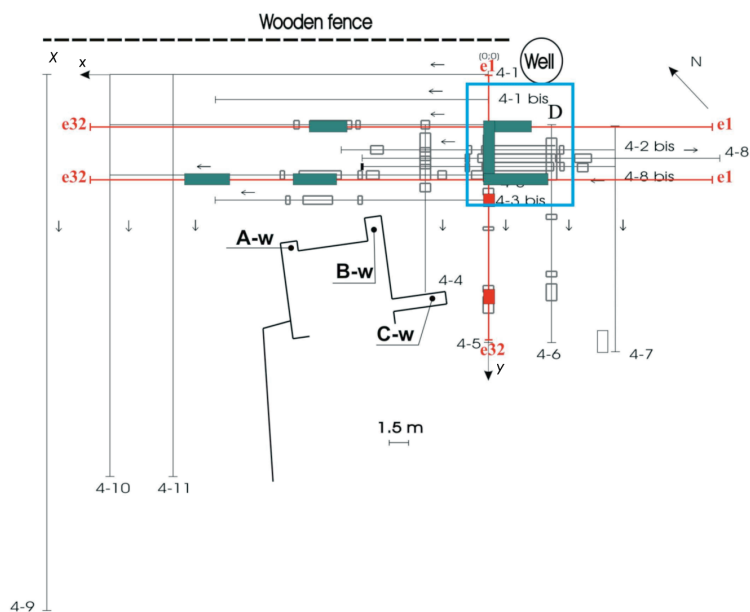 Wooden fence
X
x
(0;0)
e1
4-1
Well
N
4-1 bis
D
e32
e1
4-2 bis
4-8
e32
4-8 bis
e1
4-3 bis
A-w
B-w
4-4
C-w
4-5
e32
4-6
4-7
y
1.5 m
4-10
4-11
4-9